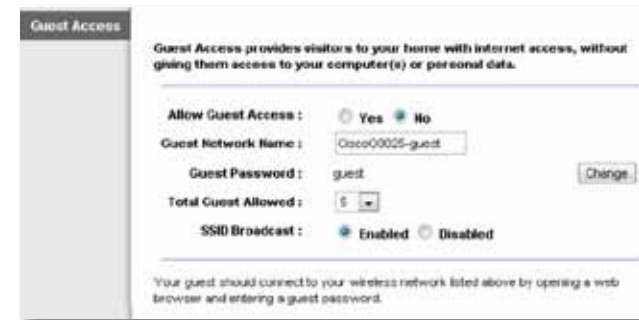 Guest Access
Guest Access provides visitors to your home with internet access, without
giving them access to your computer(s) or personal data.
Allow Guest Access : Yes No
Guest Network Name : Cisco00025-guest
Guest Password : guest Change
Total Guest Allowed : 5
SSID Broadcast : Enabled Disabled
Your guest should connect to your wireless network listed above by opening a web
browser and entering a guest password.